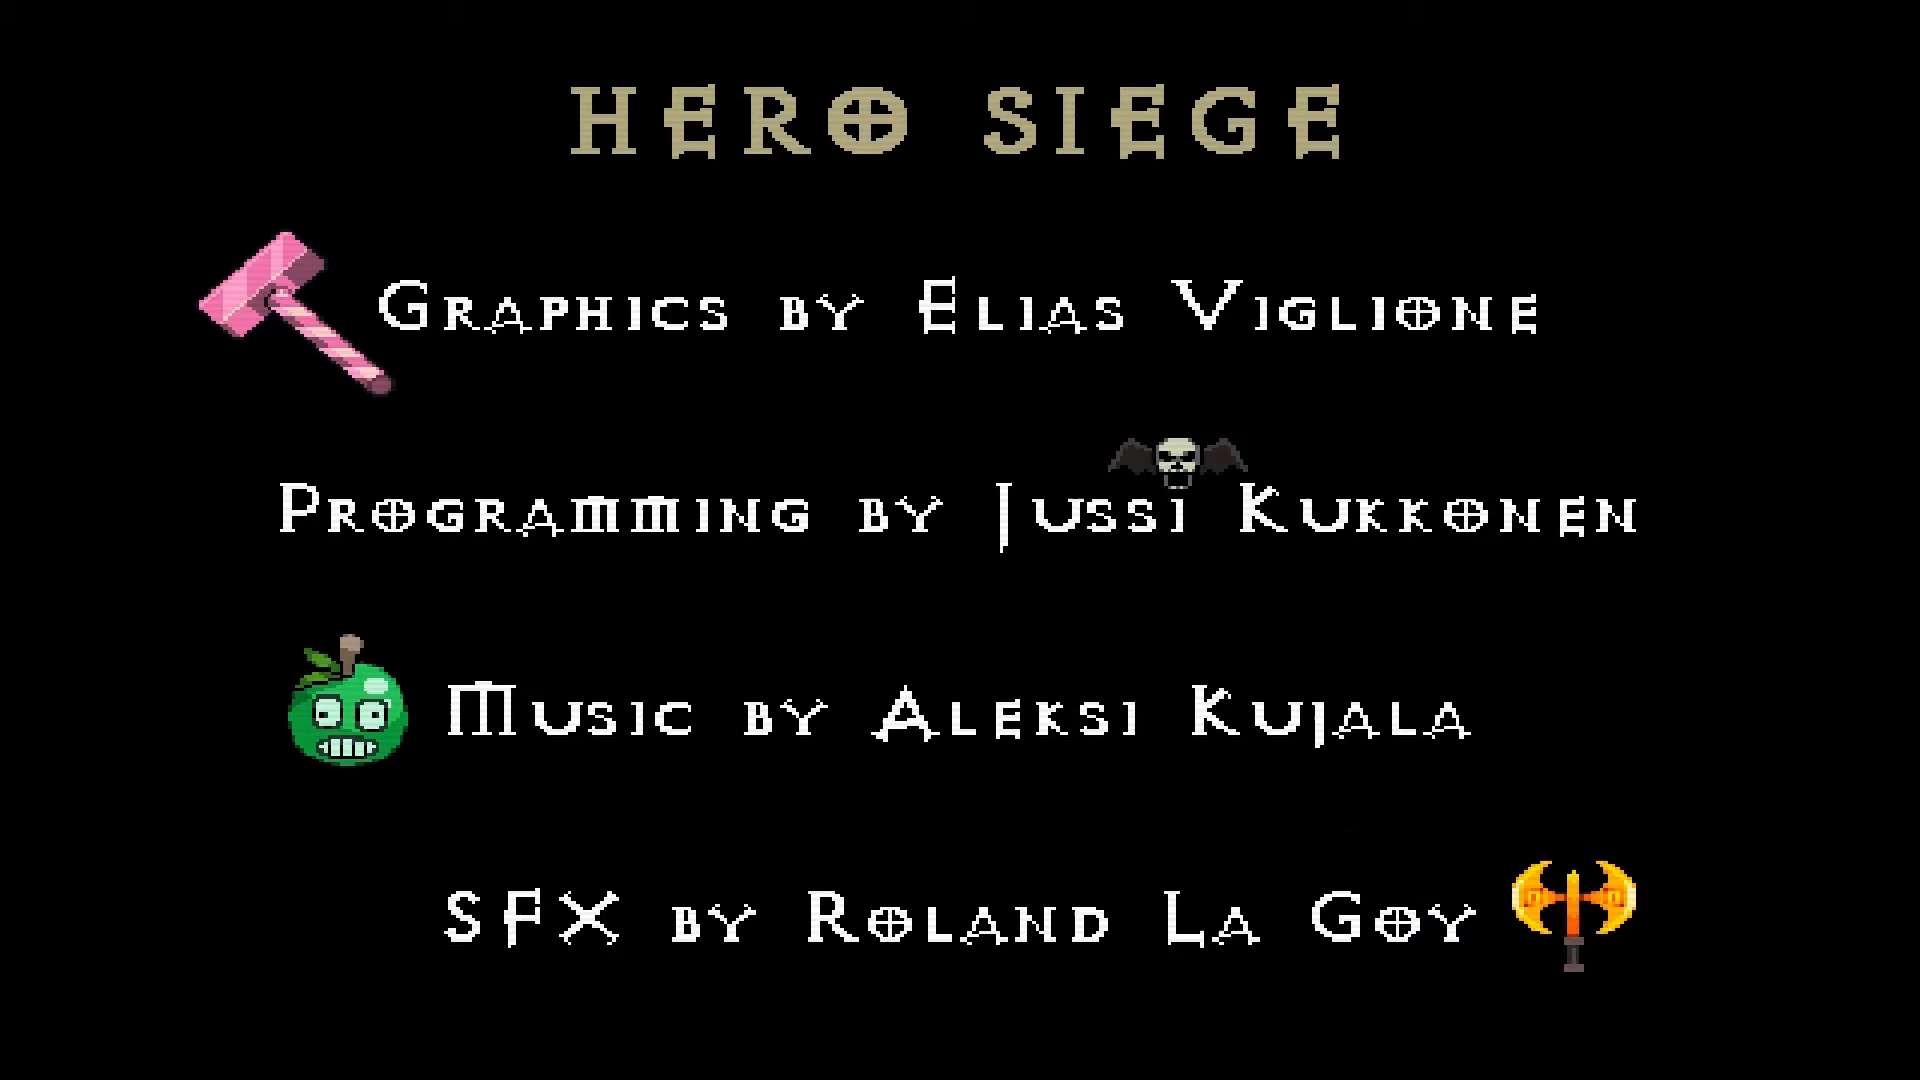 HERO SIEGE
Graphics by Elias Viglione
Programming by Jussi Kukkonen
Music by Aleksi Kujala
SFX by Roland La Goy